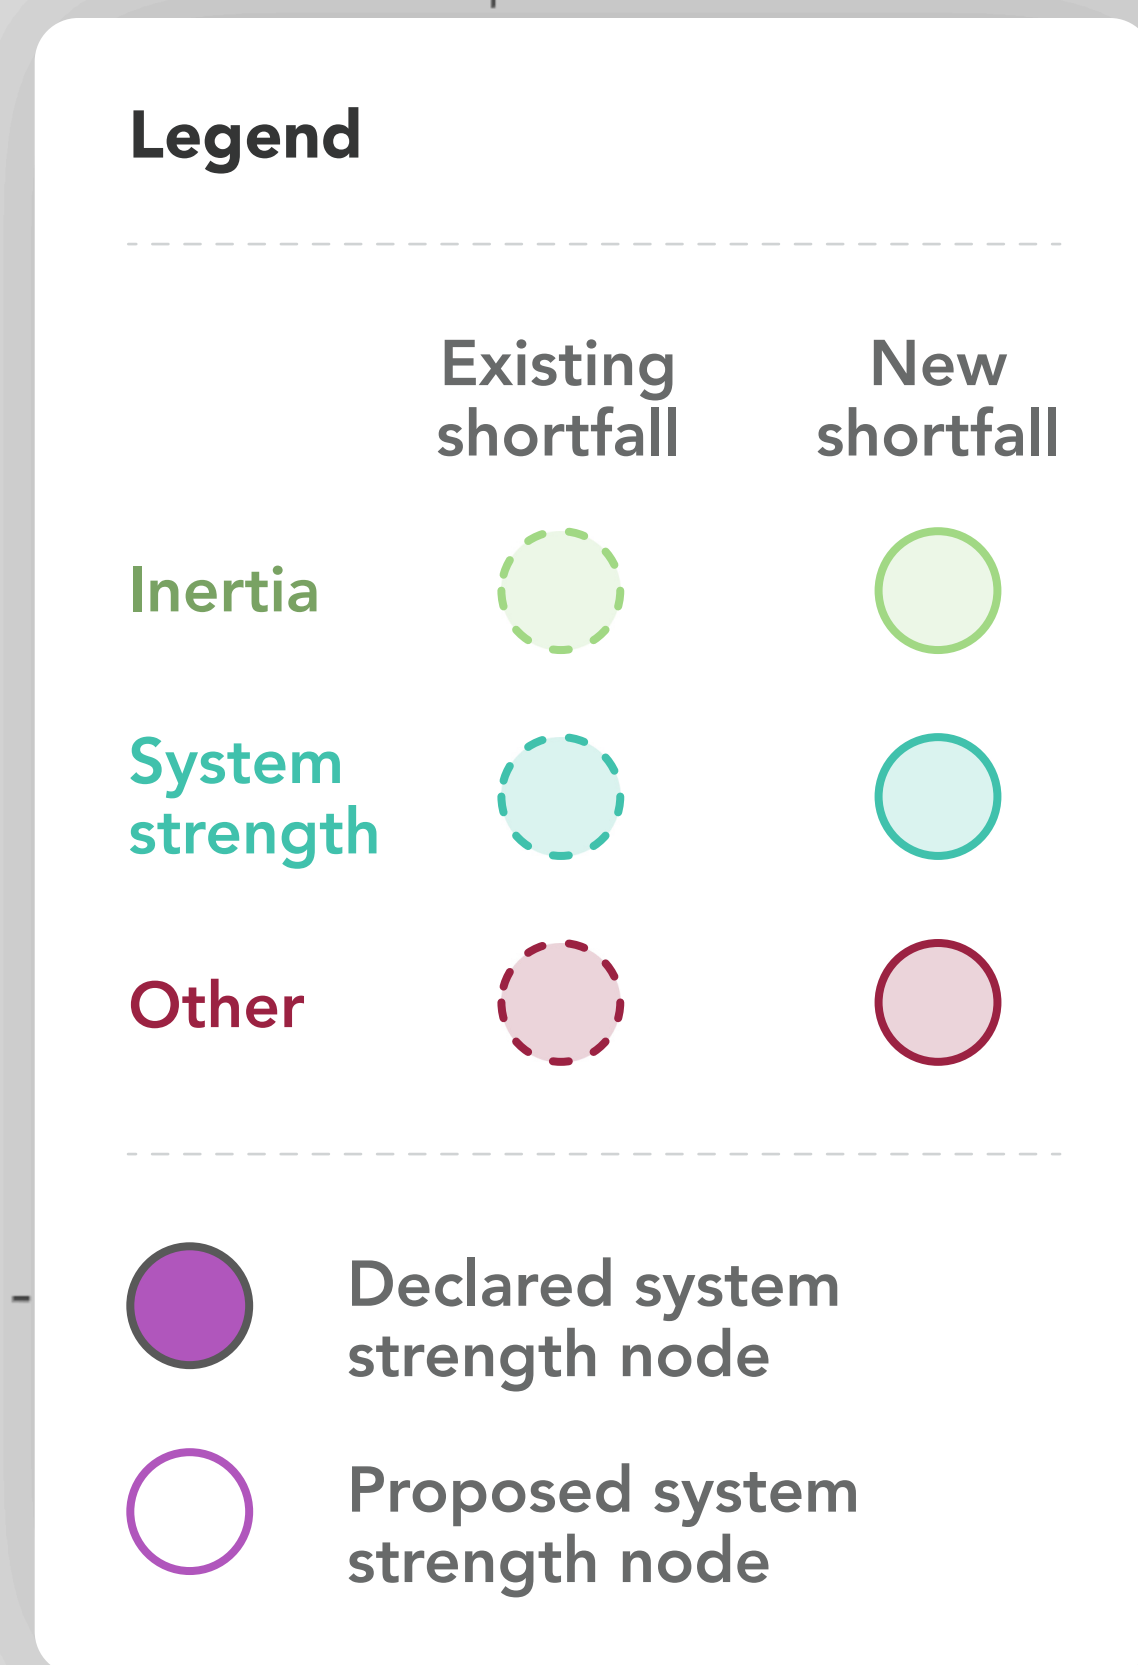 Legend
Existing
shortfall
New
shortfall
Inertia
System
strength
Other
Declared system
strength node
Proposed system
strength node